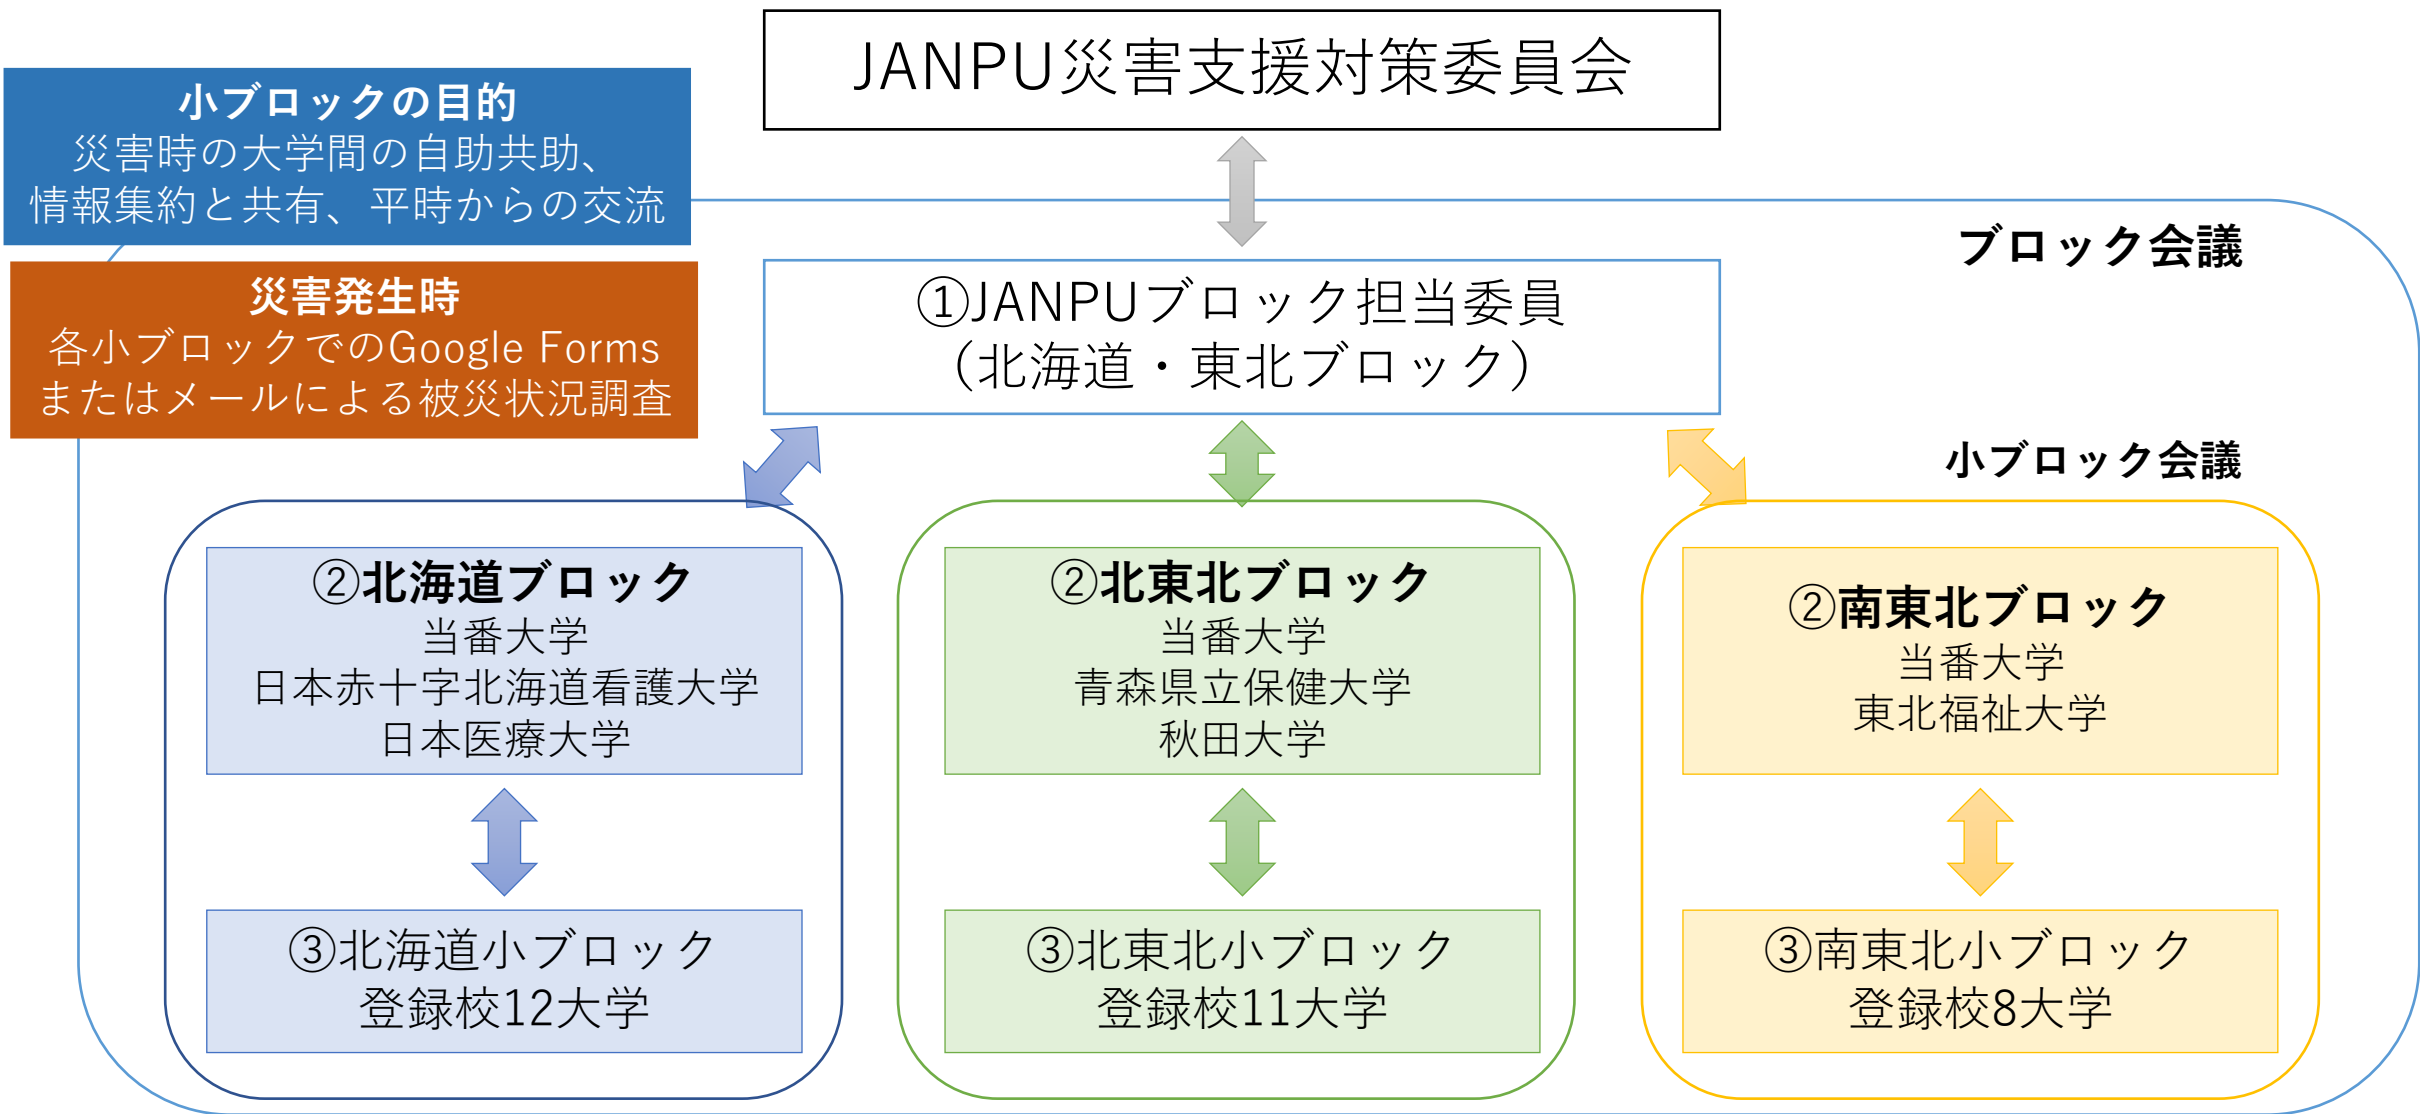 JANPU災害支援対策委員会
小ブロックの目的
災害時の大学間の自助共助、
情報集約と共有、平時からの交流
ブロック会議
災害発生時
各小ブロックでのGoogle Forms
またはメールによる被災状況調査
①JANPUブロック担当委員
（北海道・東北ブロック）
小ブロック会議
②北海道ブロック
当番大学
日本赤十字北海道看護大学
日本医療大学
②北東北ブロック
当番大学
青森県立保健大学
秋田大学
②南東北ブロック
当番大学
東北福祉大学
③北海道小ブロック
登録校12大学
③北東北小ブロック
登録校11大学
③南東北小ブロック
登録校8大学